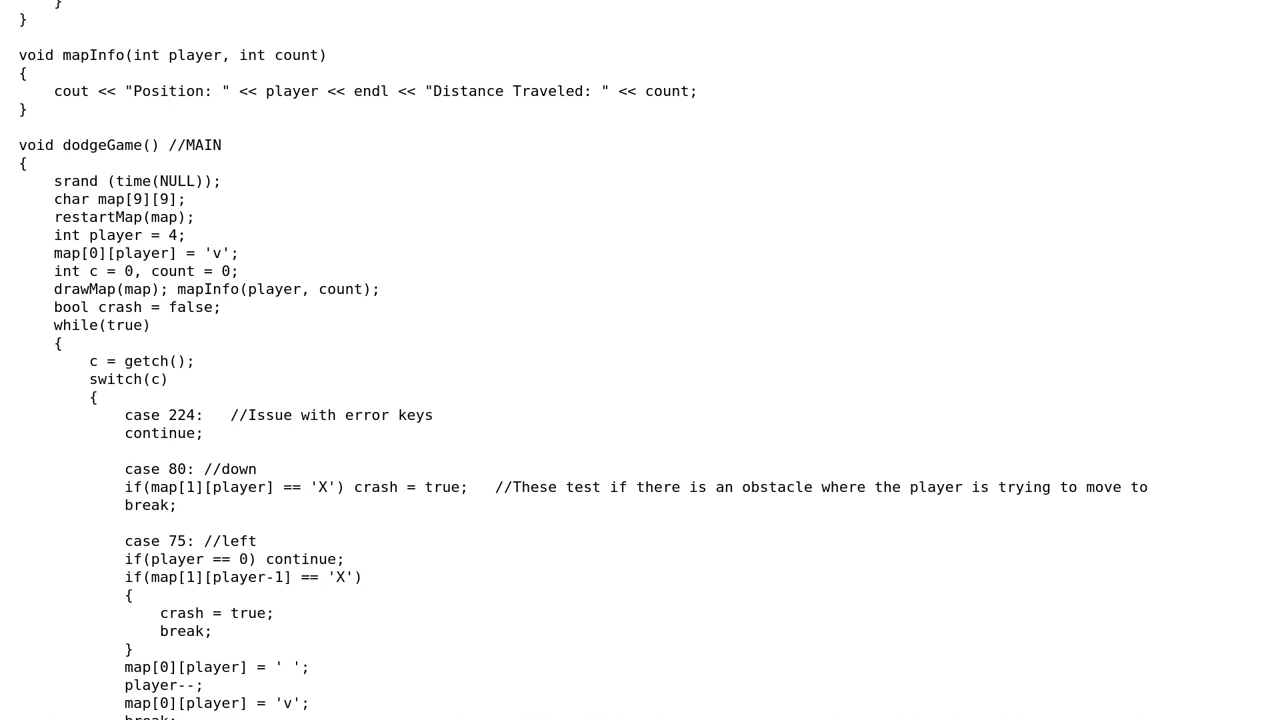 }
}
void mapInfo(int player, int count)
{
    cout << "Position: " << player << endl << "Distance Traveled: " << count;
}
void dodgeGame() //MAIN
{
    srand (time(NULL));
    char map[9][9];
    restartMap(map);
    int player = 4;
    map[0][player] = 'v';
    int c = 0, count = 0;
    drawMap(map); mapInfo(player, count);
    bool crash = false;
    while(true)
    {
        c = getch();
        switch(c)
        {
            case 224:   //Issue with error keys
            continue;
            case 80: //down
            if(map[1][player] == 'X') crash = true;   //These test if there is an obstacle where the player is trying to move to
            break;
            case 75: //left
            if(player == 0) continue;
            if(map[1][player-1] == 'X')
            {
                crash = true;
                break;
            }
            map[0][player] = ' ';
            player--;
            map[0][player] = 'v';
            break;